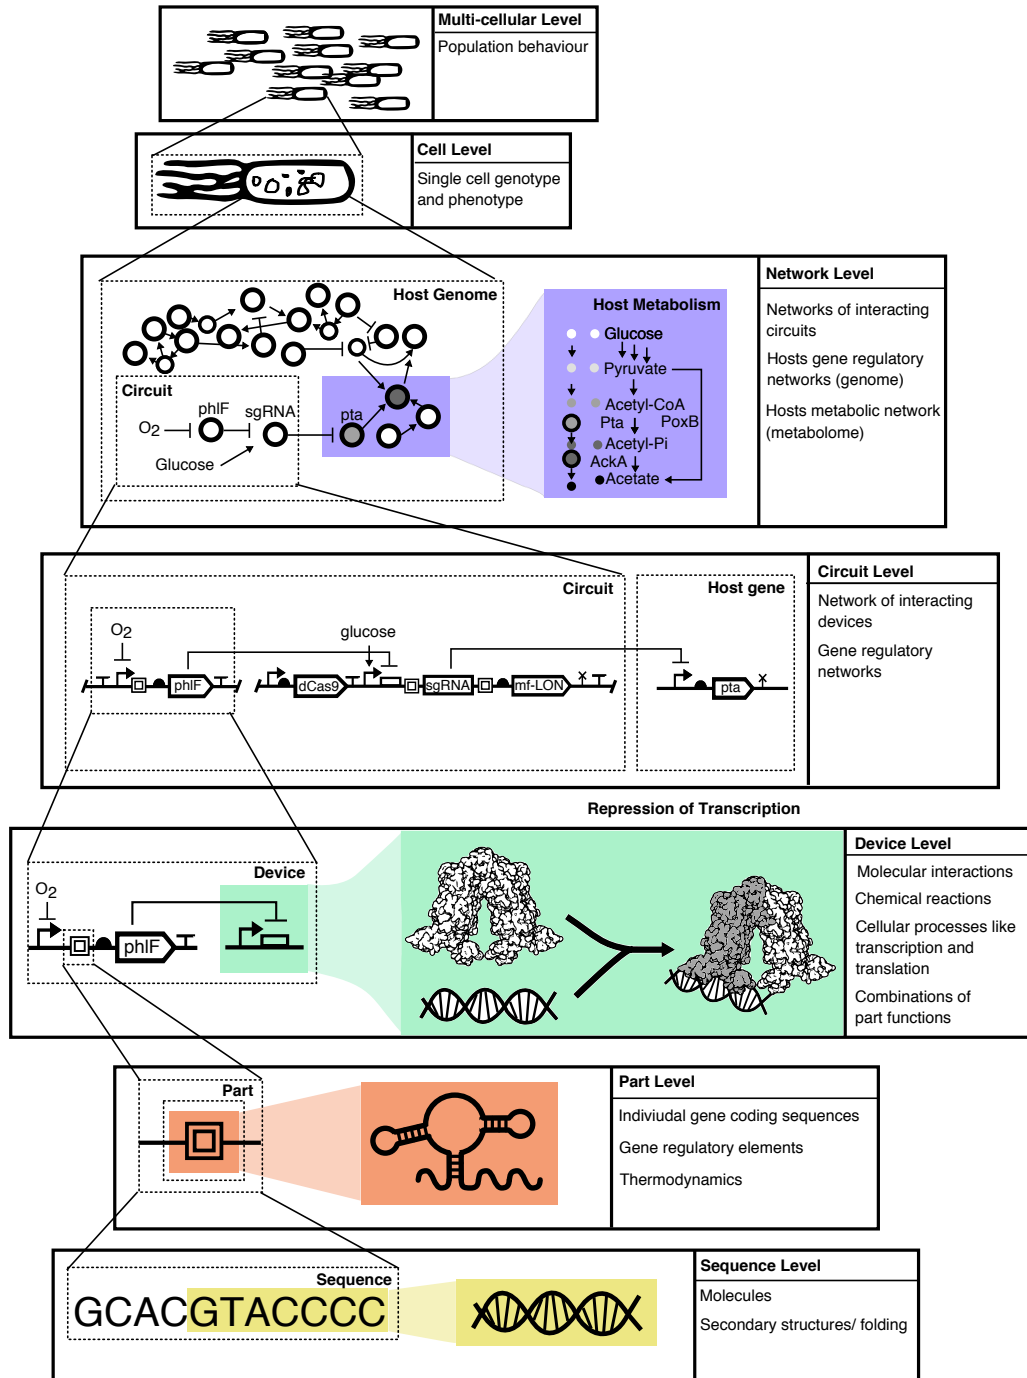 Multi-cellular Level
Population behaviour
Cell Level
Single cell genotype
and phenotype
Network Level
Networks of interacting
circuits
Hosts gene regulatory
networks (genome)
Hosts metabolic network
(metabolome)
Host Genome
Host Metabolism
Glucose
Pyruvate
Acetyl-CoA
Pta
PoxB
Acetyl-Pi
AckA
Acetate
Circuit
phlF
sgRNA
O2
Glucose
pta
Circuit Level
Network of interacting
devices
Gene regulatory
networks
Circuit
Host gene
O2
glucose
phlF
dCas9
sgRNA
mf-LON
pta
Repression of Transcription
Device Level
Molecular interactions
Chemical reactions
Cellular processes like
transcription and
translation
Combinations of
part functions
Device
O2
phlF
Part Level
Indiviudal gene coding sequences
Gene regulatory elements
Thermodynamics
Part
Sequence Level
Molecules
Secondary structures/ folding
Sequence
GCACGTACCCC